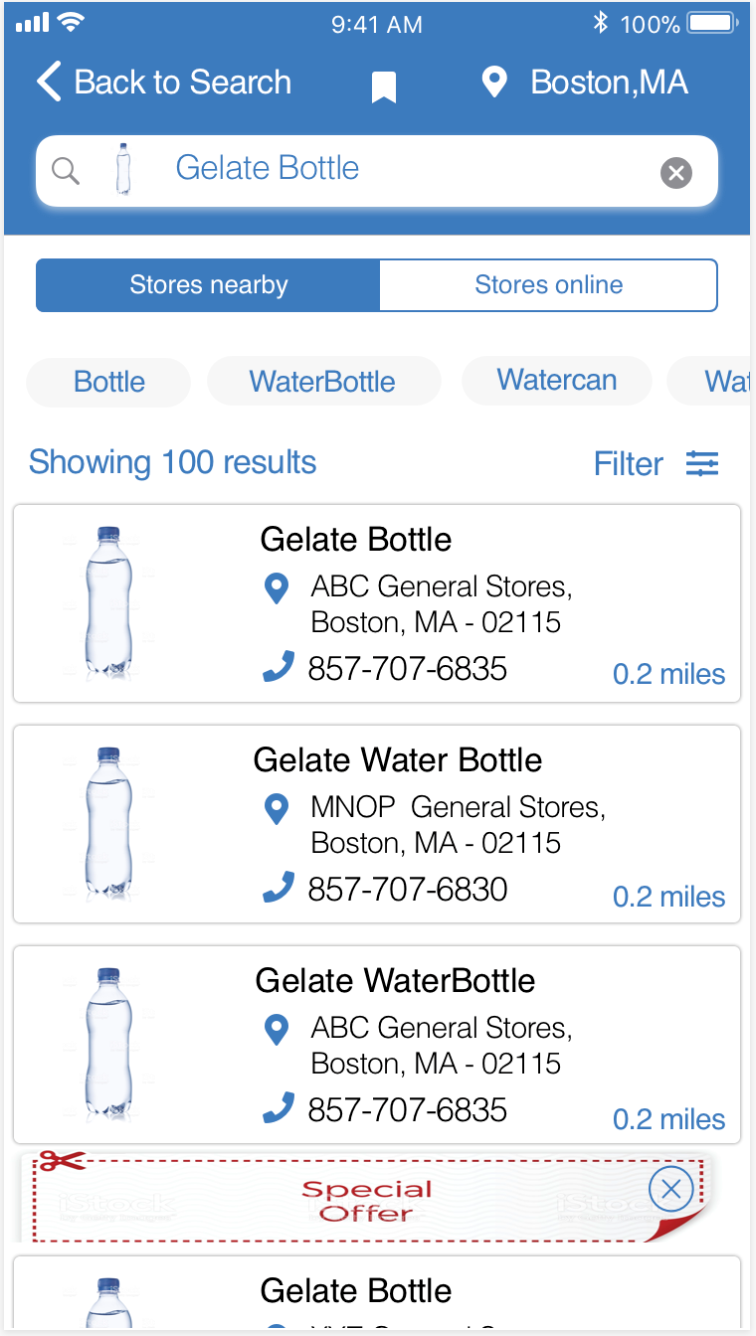 9:41 AM 100%
Back to Search Boston,MA
Gelate Bottle
Stores nearby Stores online
Bottle WaterBottle Watercan
Showing 100 results Filter
Gelate Bottle
ABC General Stores,
Boston, MA - 02115
857-707-6835 0.2 miles
Gelate Water Bottle
MNOP General Stores,
Boston, MA - 02115
857-707-6830 0.2 miles
Gelate WaterBottle
ABC General Stores,
Boston, MA - 02115
857-707-6835 0.2 miles
Special
Offer
iStock
Gelate Bottle